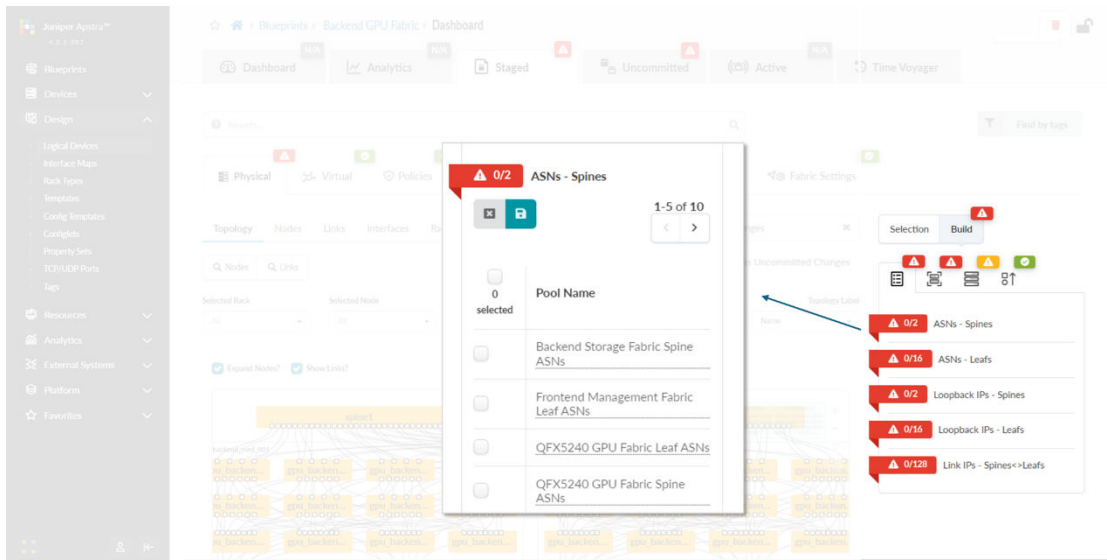 Juniper Apstra™
Blueprints
Devices
Design
Logical Devices
Interface Maps
Rack Types
Templates
Config Templates
Configlets
Property Sets
TCP/UDP Ports
Tags
Resources
Analytics
External Systems
Platform
Favorites
Blueprints
Backend GPU Fabric
Dashboard
N/A
N/A
N/A
Dashboard
Analytics
Staged
Uncommitted
Active
Time Voyager
Find by tags
Physical
Virtual
Policies
Fabric Settings
Topology
Nodes
Links
Interfaces
Nodes
Links
Uncommitted Changes
Selected Rack
Selected Node
Topology Label
All
Name
Expand Nodes?
Show Links?
spine1
0/2 ASNs - Spines
1-5 of 10
0
selected
Pool Name
Backend Storage Fabric Spine
ASNs
Frontend Management Fabric
Leaf ASNs
QFX5240 GPU Fabric Leaf ASNs
QFX5240 GPU Fabric Spine
ASNs
Selection Build
0/2 ASNs - Spines
0/16 ASNs - Leafs
0/2 Loopback IPs - Spines
0/16 Loopback IPs - Leafs
0/128 Link IPs - Spines<>Leafs